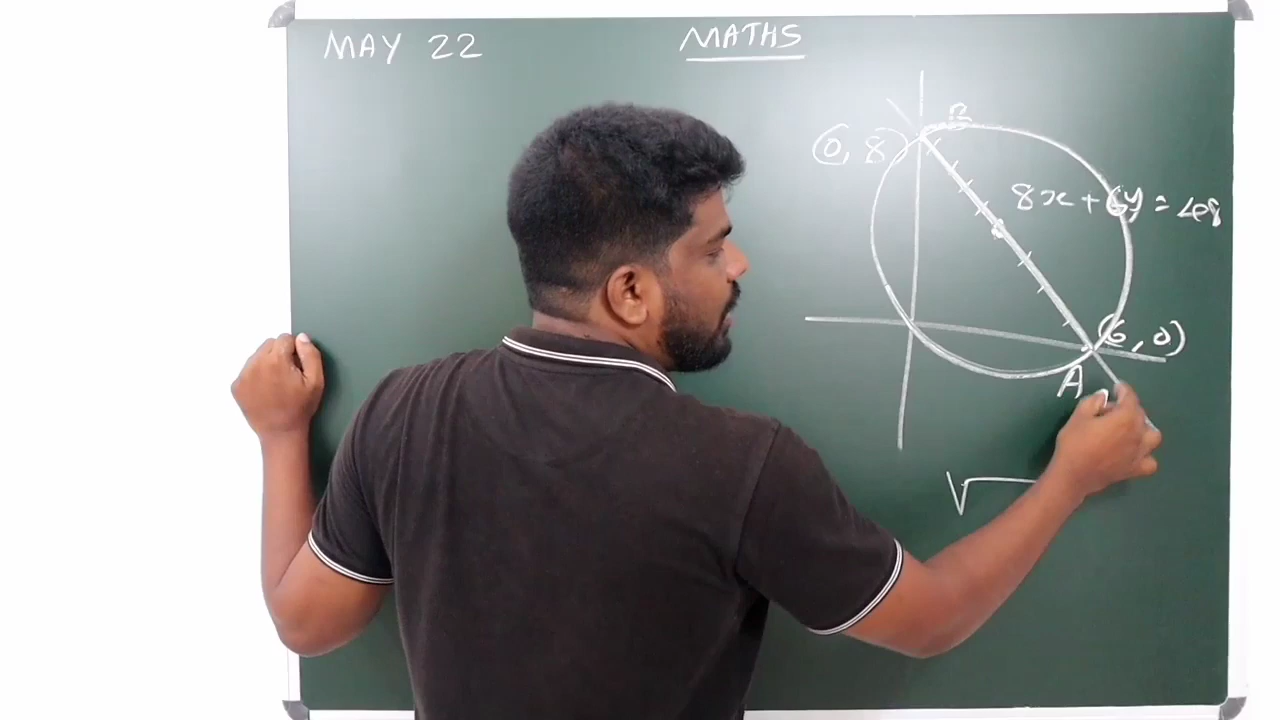 MAY 22
MATHS
B
(0, 8)
8x + 6y = 48
(6, 0)
A
√